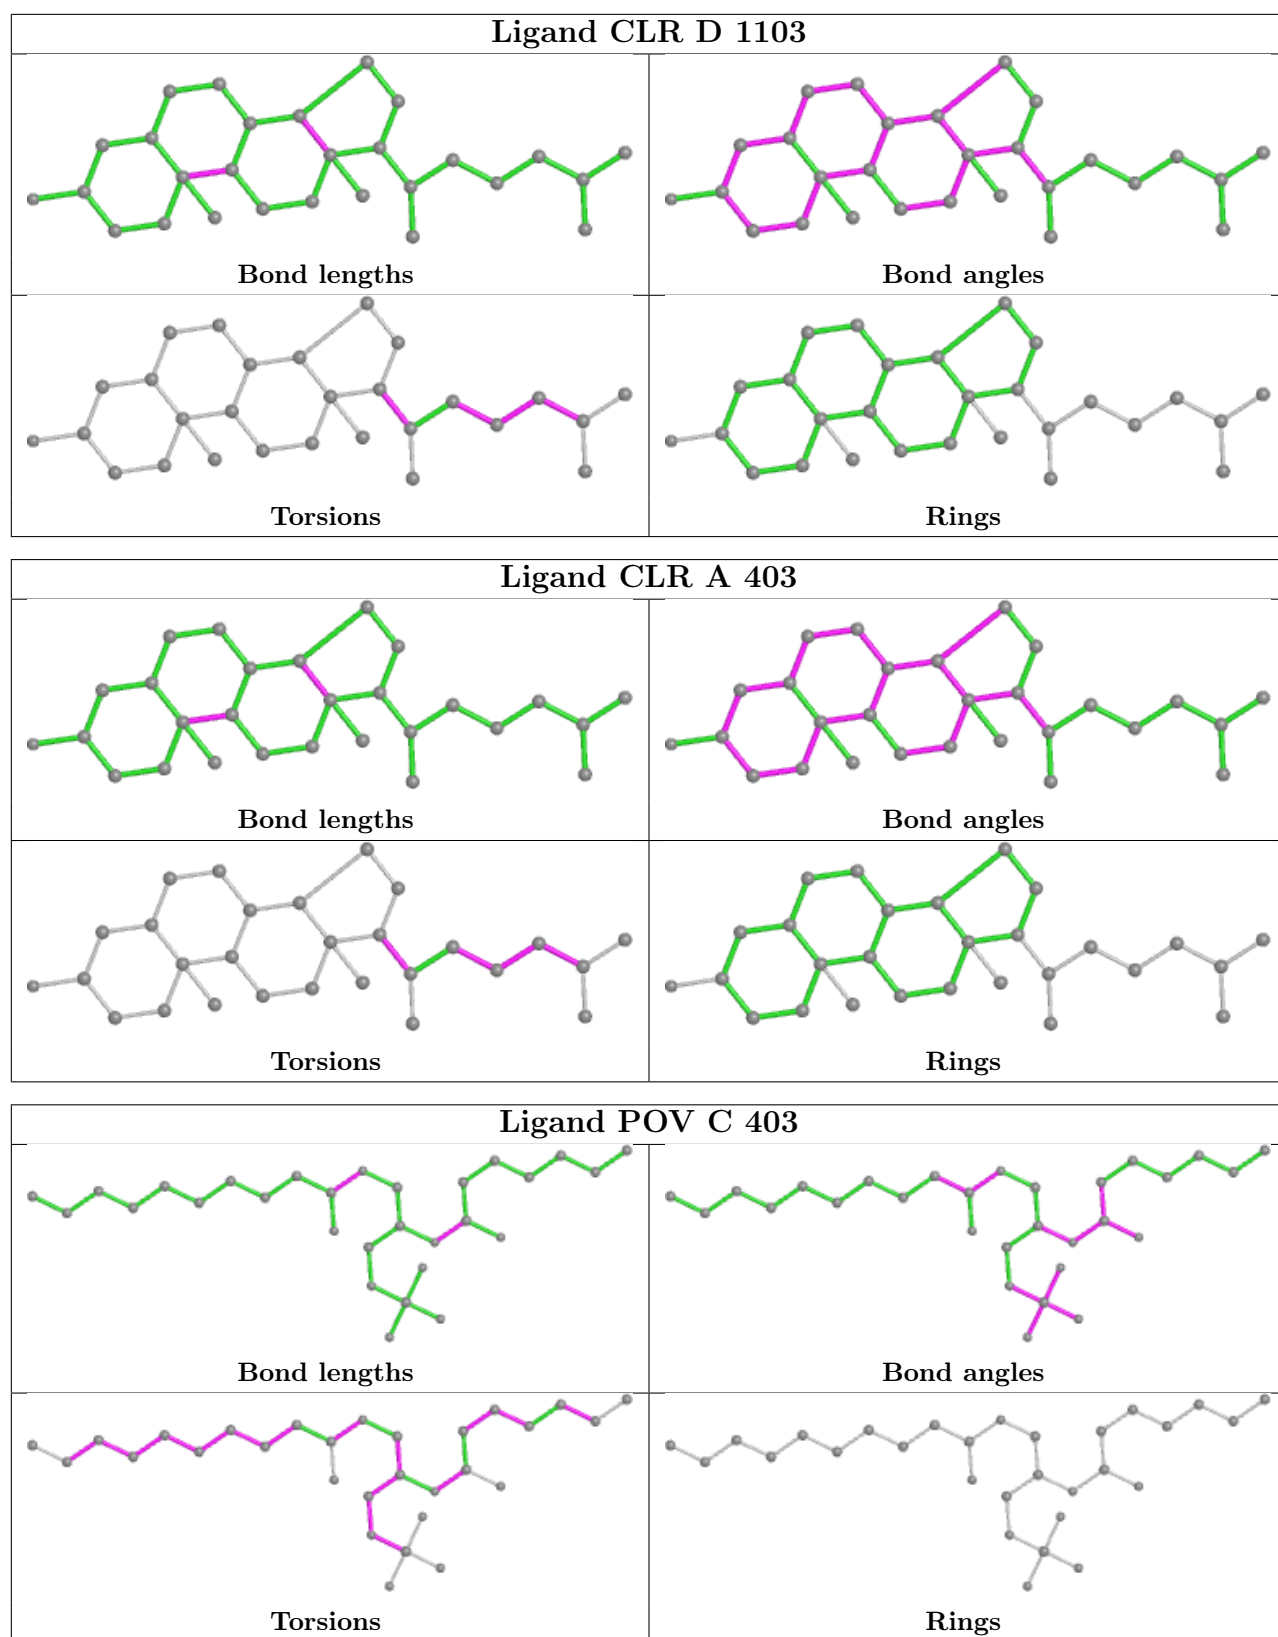 Ligand CLR D 1103
Bond lengths
Bond angles
Torsions
Rings
Ligand CLR A 403
Bond lengths
Bond angles
Torsions
Rings
Ligand POV C 403
Bond lengths
Bond angles
Torsions
Rings